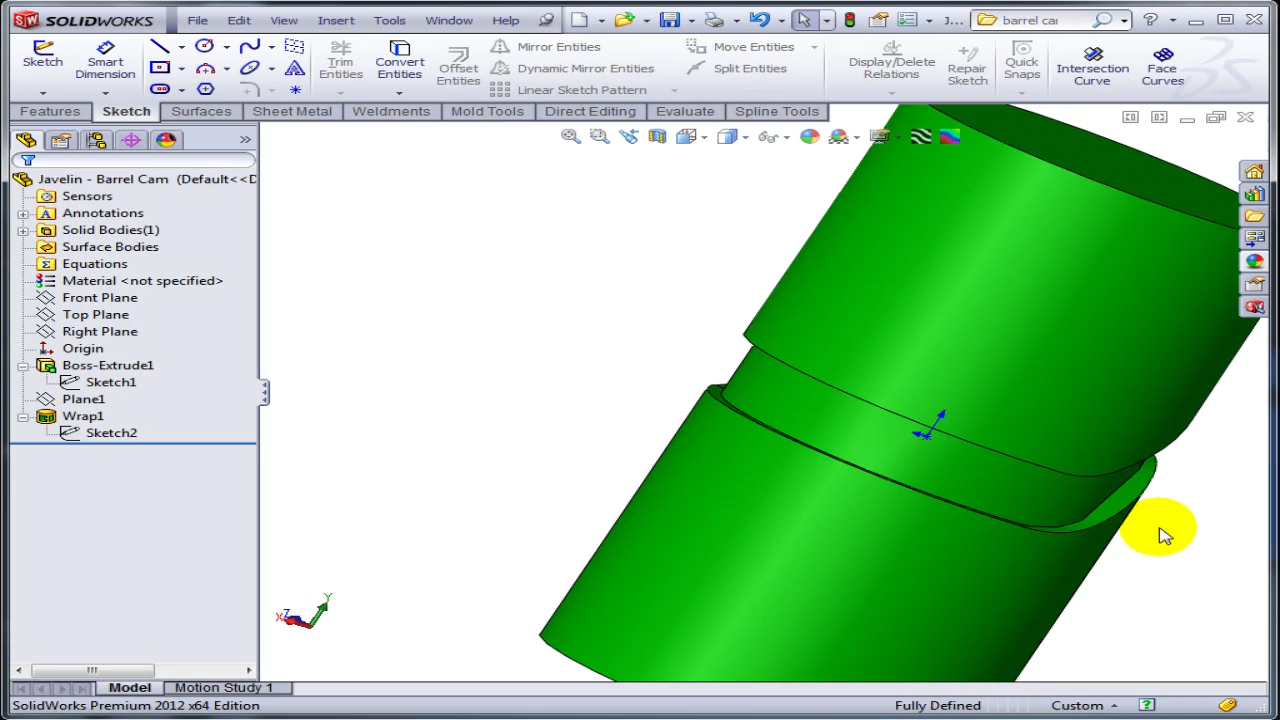 SOLIDWORKS File Edit View Insert Tools Window Help J... barrel car
Sketch Smart Dimension Trim Entities Convert Entities Offset Entities Mirror Entities Dynamic Mirror Entities Linear Sketch Pattern Move Entities Split Entities Display/Delete Relations Repair Sketch Quick Snaps Intersection Curve Face Curves
Features Sketch Surfaces Sheet Metal Weldments Mold Tools Direct Editing Evaluate Spline Tools
Javelin - Barrel Cam (Default<<D
Sensors
Annotations
Solid Bodies(1)
Surface Bodies
Equations
Material <not specified>
Front Plane
Top Plane
Right Plane
Origin
Boss-Extrude1
Sketch1
Plane1
Wrap1
Sketch2
Y
Z
X
Model Motion Study 1
SolidWorks Premium 2012 x64 Edition Fully Defined Custom